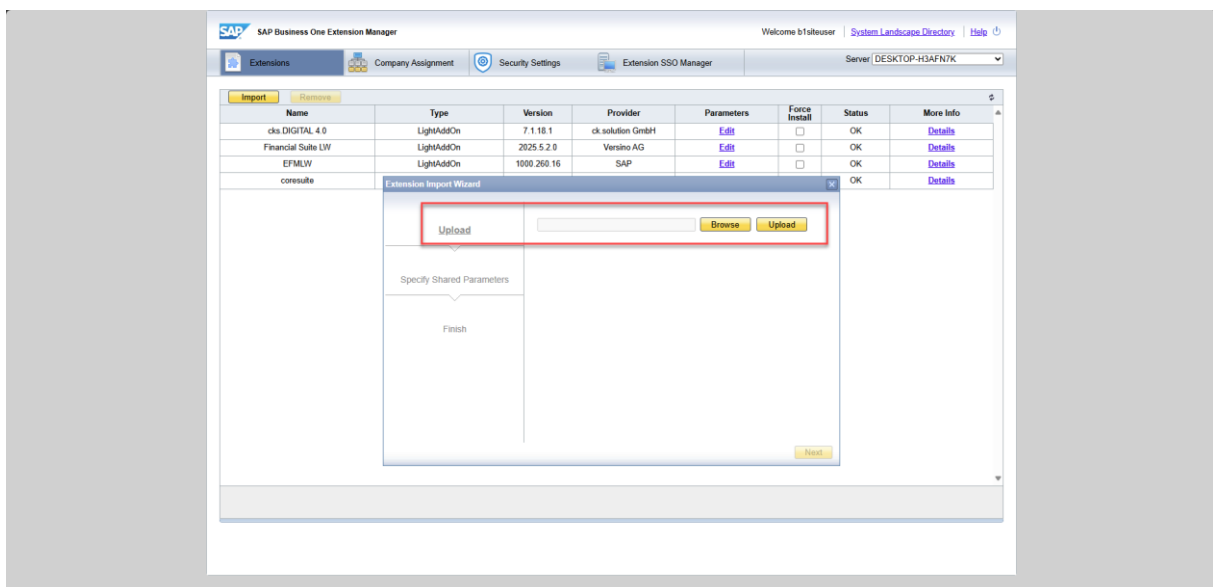 SAP SAP Business One Extension Manager Welcome b1siteuser System Landscape Directory Help
Extensions Company Assignment Security Settings Extension SSO Manager Server DESKTOP-H3AFN7K
Import Remove
Name Type Version Provider Parameters Force Install Status More Info
cks.DIGITAL 4.0 LightAddOn 7.1.18.1 ck.solution GmbH Edit OK Details
Financial Suite LW LightAddOn 2025.5.2.0 Versino AG Edit OK Details
EFMLW LightAddOn 1000.260.16 SAP Edit OK Details
coresuite OK Details
Extension Import Wizard
Upload Browse Upload
Specify Shared Parameters
Finish
Next